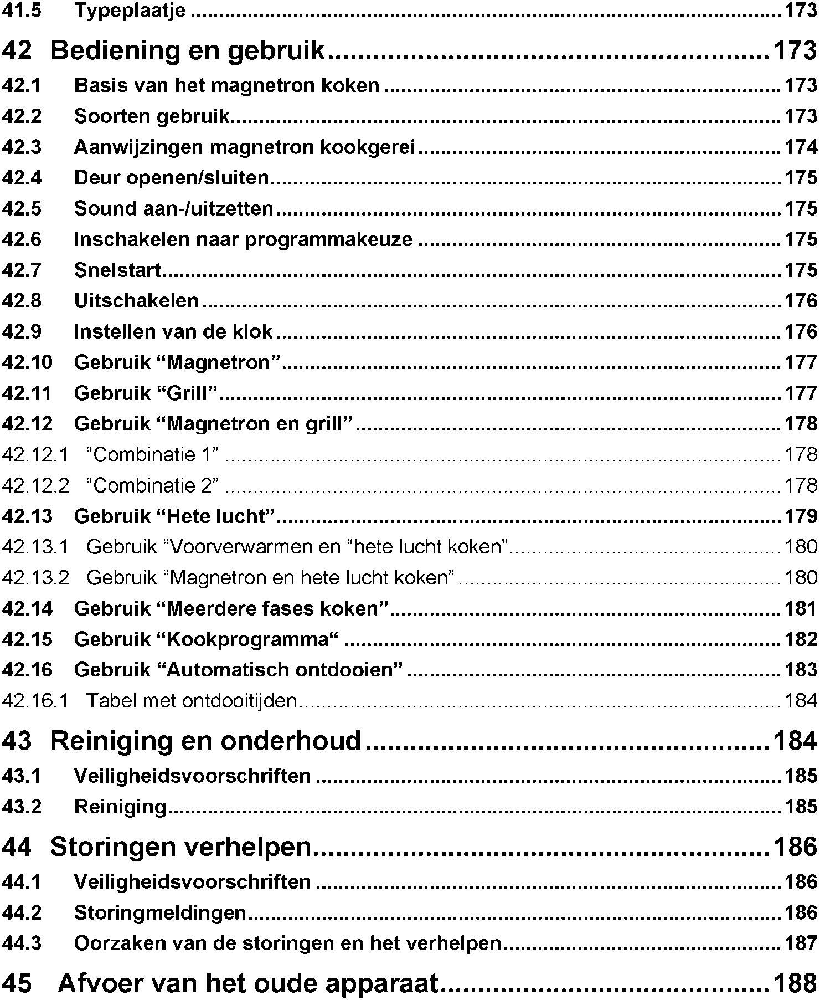 41.5 Typeplaatje ........ 173
42 Bediening en gebruik ........ 173
42.1 Basis van het magnetron koken ........ 173
42.2 Soorten gebruik ........ 173
42.3 Aanwijzingen magnetron kookgerei ........ 174
42.4 Deur openen/sluiten ........ 175
42.5 Sound aan-/uitzetten ........ 175
42.6 Inschakelen naar programmakeuze ........ 175
42.7 Snelstart ........ 175
42.8 Uitschakelen ........ 176
42.9 Instellen van de klok ........ 176
42.10 Gebruik “Magnetron” ........ 177
42.11 Gebruik “Grill” ........ 177
42.12 Gebruik “Magnetron en grill” ........ 178
42.12.1 “Combinatie 1” ........ 178
42.12.2 “Combinatie 2” ........ 178
42.13 Gebruik “Hete lucht” ........ 179
42.13.1 Gebruik “Voorverwarmen en “hete lucht koken” ........ 180
42.13.2 Gebruik “Magnetron en hete lucht koken” ........ 180
42.14 Gebruik “Meerdere fases koken” ........ 181
42.15 Gebruik “Kookprogramma“ ........ 182
42.16 Gebruik “Automatisch ontdooien” ........ 183
42.16.1 Tabel met ontdooitijden ........ 184
43 Reiniging en onderhoud ........ 184
43.1 Veiligheidsvoorschriften ........ 185
43.2 Reiniging ........ 185
44 Storingen verhelpen ........ 186
44.1 Veiligheidsvoorschriften ........ 186
44.2 Storingmeldingen ........ 186
44.3 Oorzaken van de storingen en het verhelpen ........ 187
45 Afvoer van het oude apparaat ........ 188